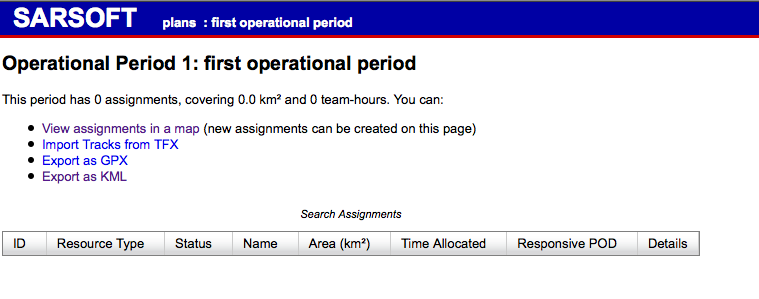 SARSOFT plans : first operational period
Operational Period 1: first operational period
This period has 0 assignments, covering 0.0 km² and 0 team-hours. You can:
• View assignments in a map (new assignments can be created on this page)
• Import Tracks from TFX
• Export as GPX
• Export as KML
Search Assignments
ID Resource Type Status Name Area (km²) Time Allocated Responsive POD Details